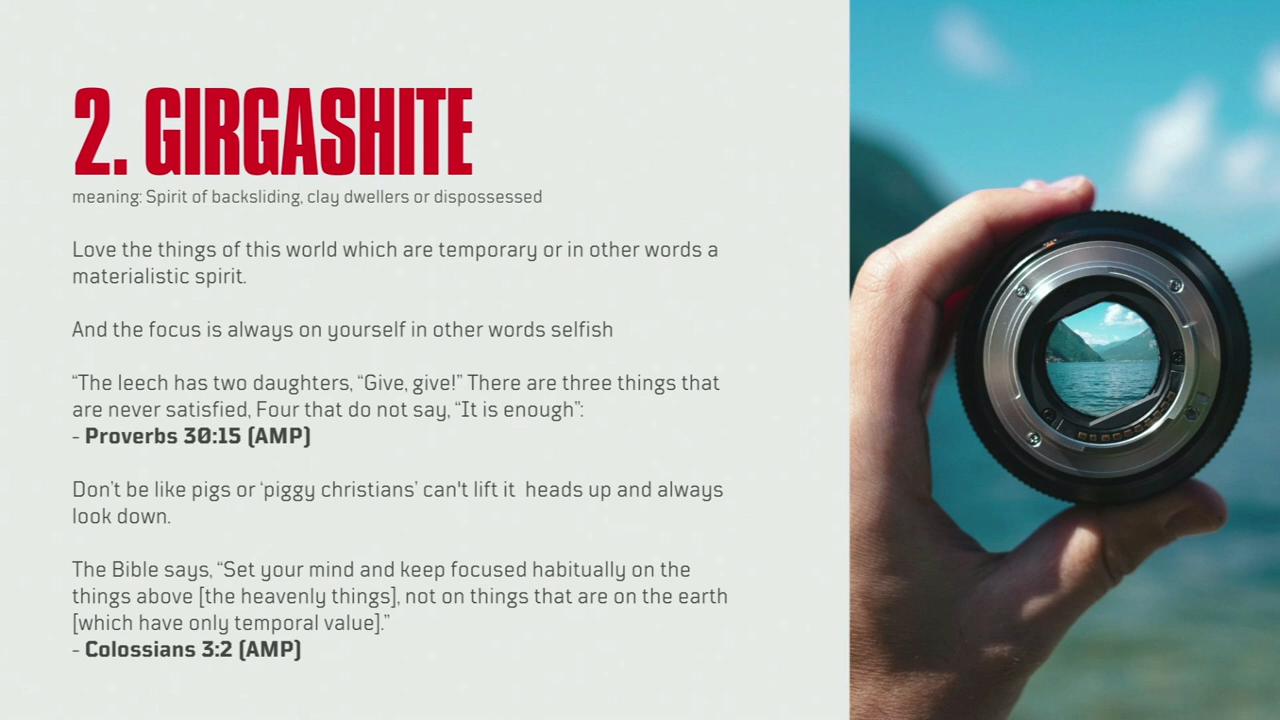 2. GIRGASHITE
meaning: Spirit of backsliding, clay dwellers or dispossessed
Love the things of this world which are temporary or in other words a
materialistic spirit.
And the focus is always on yourself in other words selfish
“The leech has two daughters, “Give, give!” There are three things that
are never satisfied, Four that do not say, “It is enough”:
- Proverbs 30:15 (AMP)
Don’t be like pigs or ‘piggy christians’ can't lift it  heads up and always
look down.
The Bible says, “Set your mind and keep focused habitually on the
things above [the heavenly things], not on things that are on the earth
[which have only temporal value].”
- Colossians 3:2 (AMP)